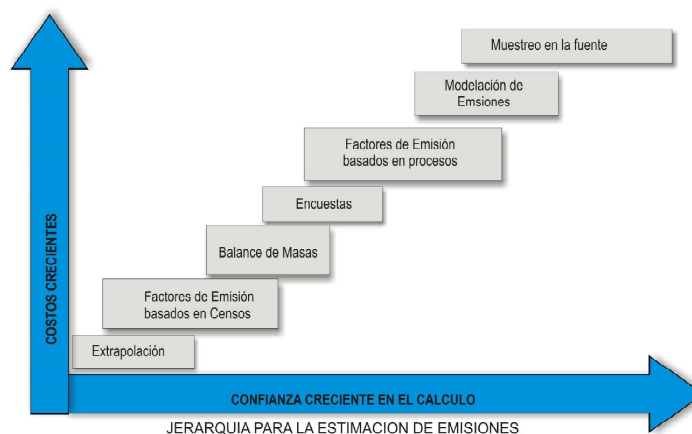 Muestreo en la fuente
Modelación de
Emsiones
Factores de Emisión
basados en procesos
Encuestas
Balance de Masas
Factores de Emisión
basados en Censos
Extrapolación
COSTOS CRECIENTES
CONFIANZA CRECIENTE EN EL CALCULO
JERARQUIA PARA LA ESTIMACION DE EMISIONES